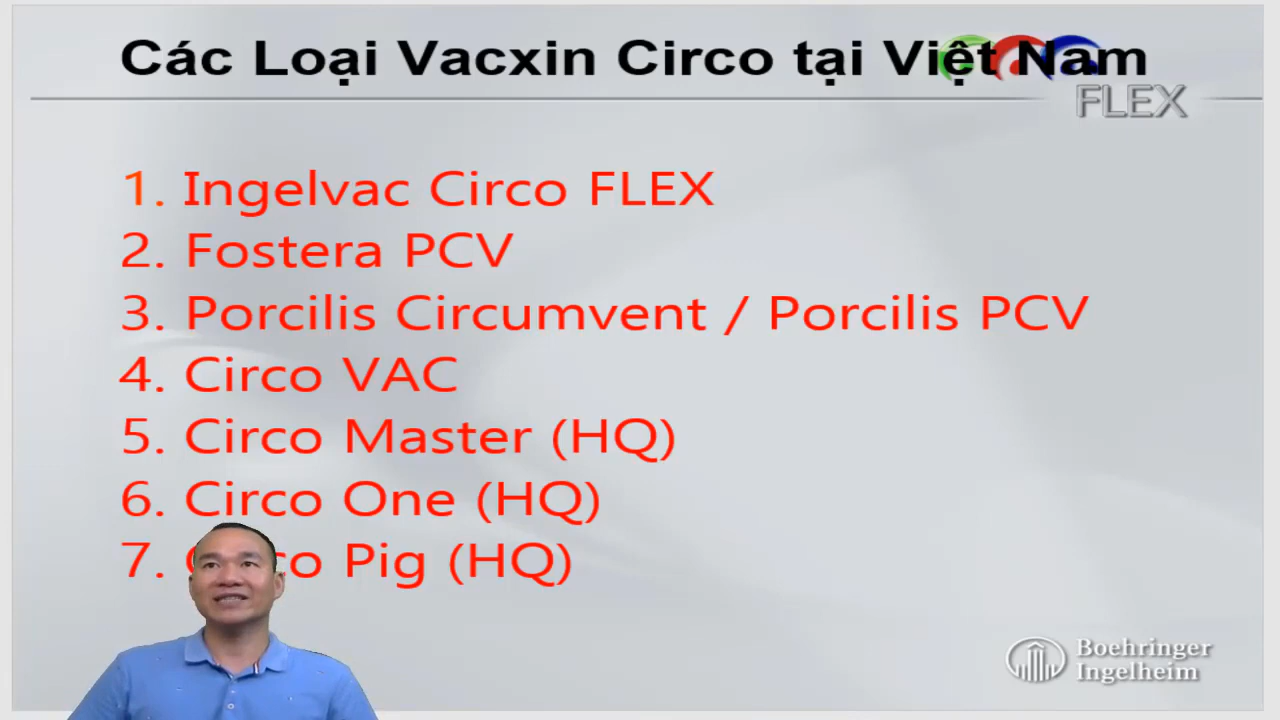 Các Loại Vacxin Circo tại Việt Nam
FLEX
1. Ingelvac Circo FLEX
2. Fostera PCV
3. Porcilis Circumvent / Porcilis PCV
4. Circo VAC
5. Circo Master (HQ)
6. Circo One (HQ)
7. Pig (HQ)
Boehringer
Ingelheim